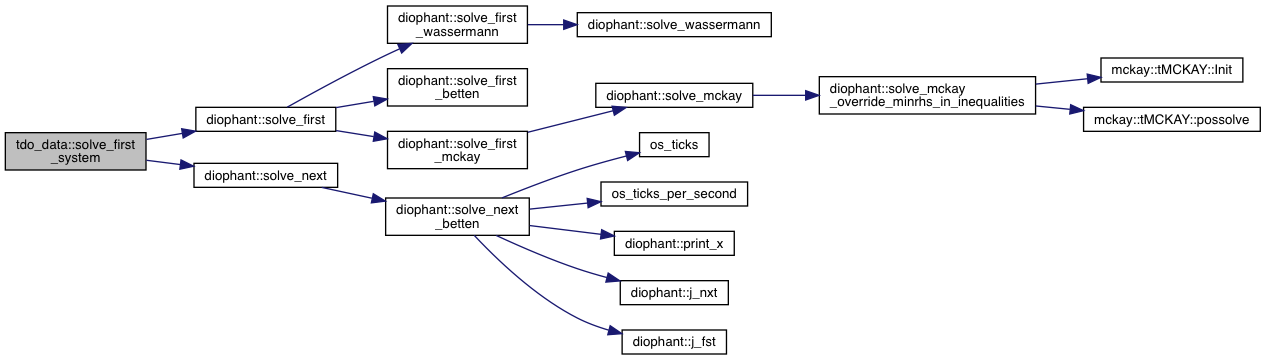 tdo_data::solve_first
_system
diophant::solve_first
diophant::solve_next
diophant::solve_first
_wassermann
diophant::solve_first
_betten
diophant::solve_first
_mckay
diophant::solve_next
_betten
diophant::solve_wassermann
diophant::solve_mckay
os_ticks
os_ticks_per_second
diophant::print_x
diophant::j_nxt
diophant::j_fst
diophant::solve_mckay
_override_minrhs_in_inequalities
mckay::tMCKAY::Init
mckay::tMCKAY::possolve